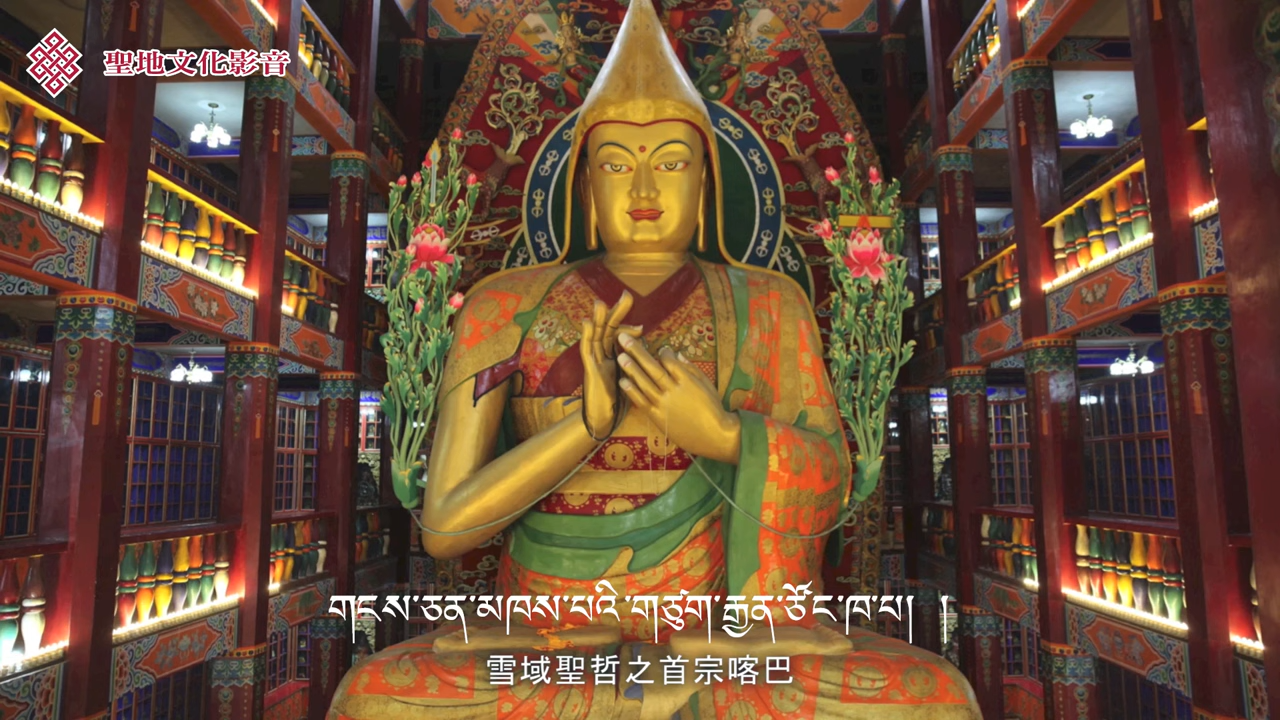 聖地文化影音
གངས་ཅན་མཁས་པའི་གཙུག་རྒྱན་ཙོང་ཁ་པ། །
雪域聖哲之首宗喀巴